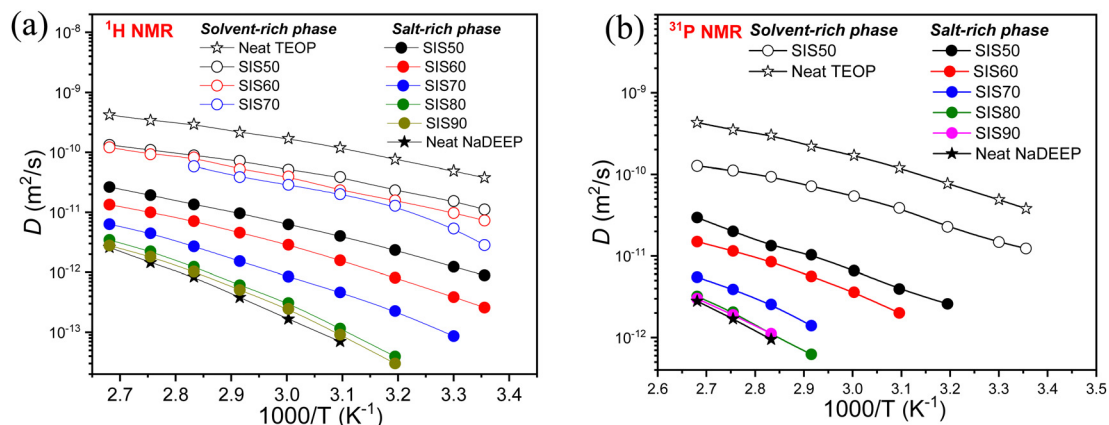 (a)
¹H NMR
Solvent-rich phase
Neat TEOP
SIS50
SIS60
SIS70
Salt-rich phase
SIS50
SIS60
SIS70
SIS80
SIS90
Neat NaDEEP
10⁻⁸
10⁻⁹
10⁻¹⁰
10⁻¹¹
10⁻¹²
10⁻¹³
D (m²/s)
2.7 2.8 2.9 3.0 3.1 3.2 3.3 3.4
1000/T (K⁻¹)
(b)
³¹P NMR
Solvent-rich phase
SIS50
Neat TEOP
Salt-rich phase
SIS50
SIS60
SIS70
SIS80
SIS90
Neat NaDEEP
10⁻⁹
10⁻¹⁰
10⁻¹¹
10⁻¹²
D (m²/s)
2.6 2.7 2.8 2.9 3.0 3.1 3.2 3.3 3.4 3.5
1000/T (K⁻¹)